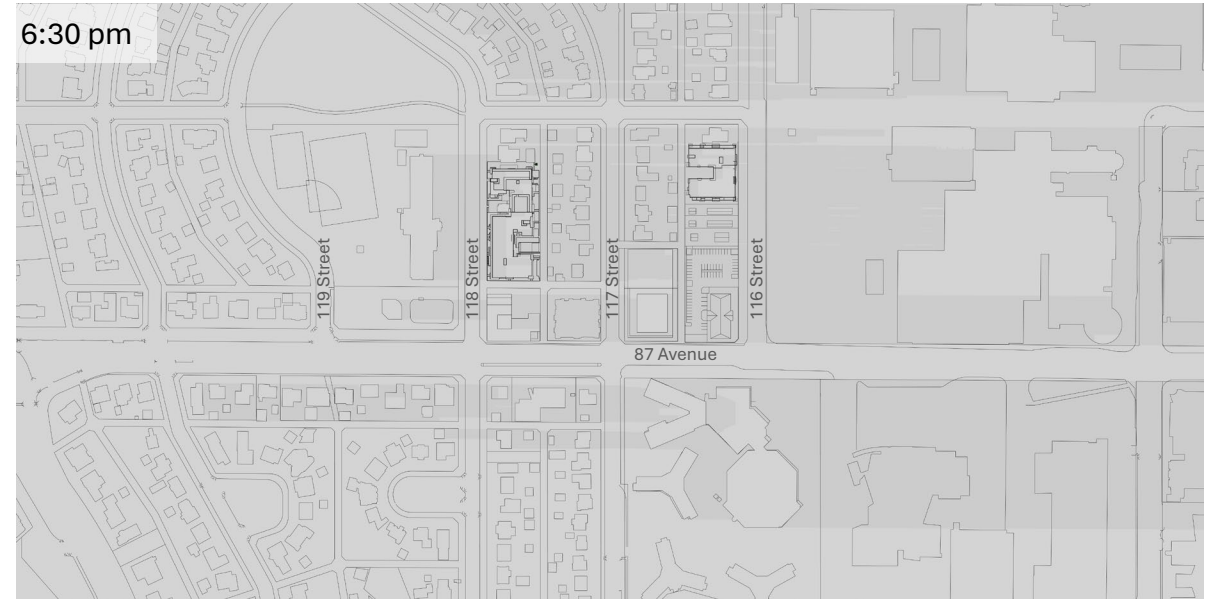 6:30 pm
119 Street
118 Street
117 Street
116 Street
87 Avenue